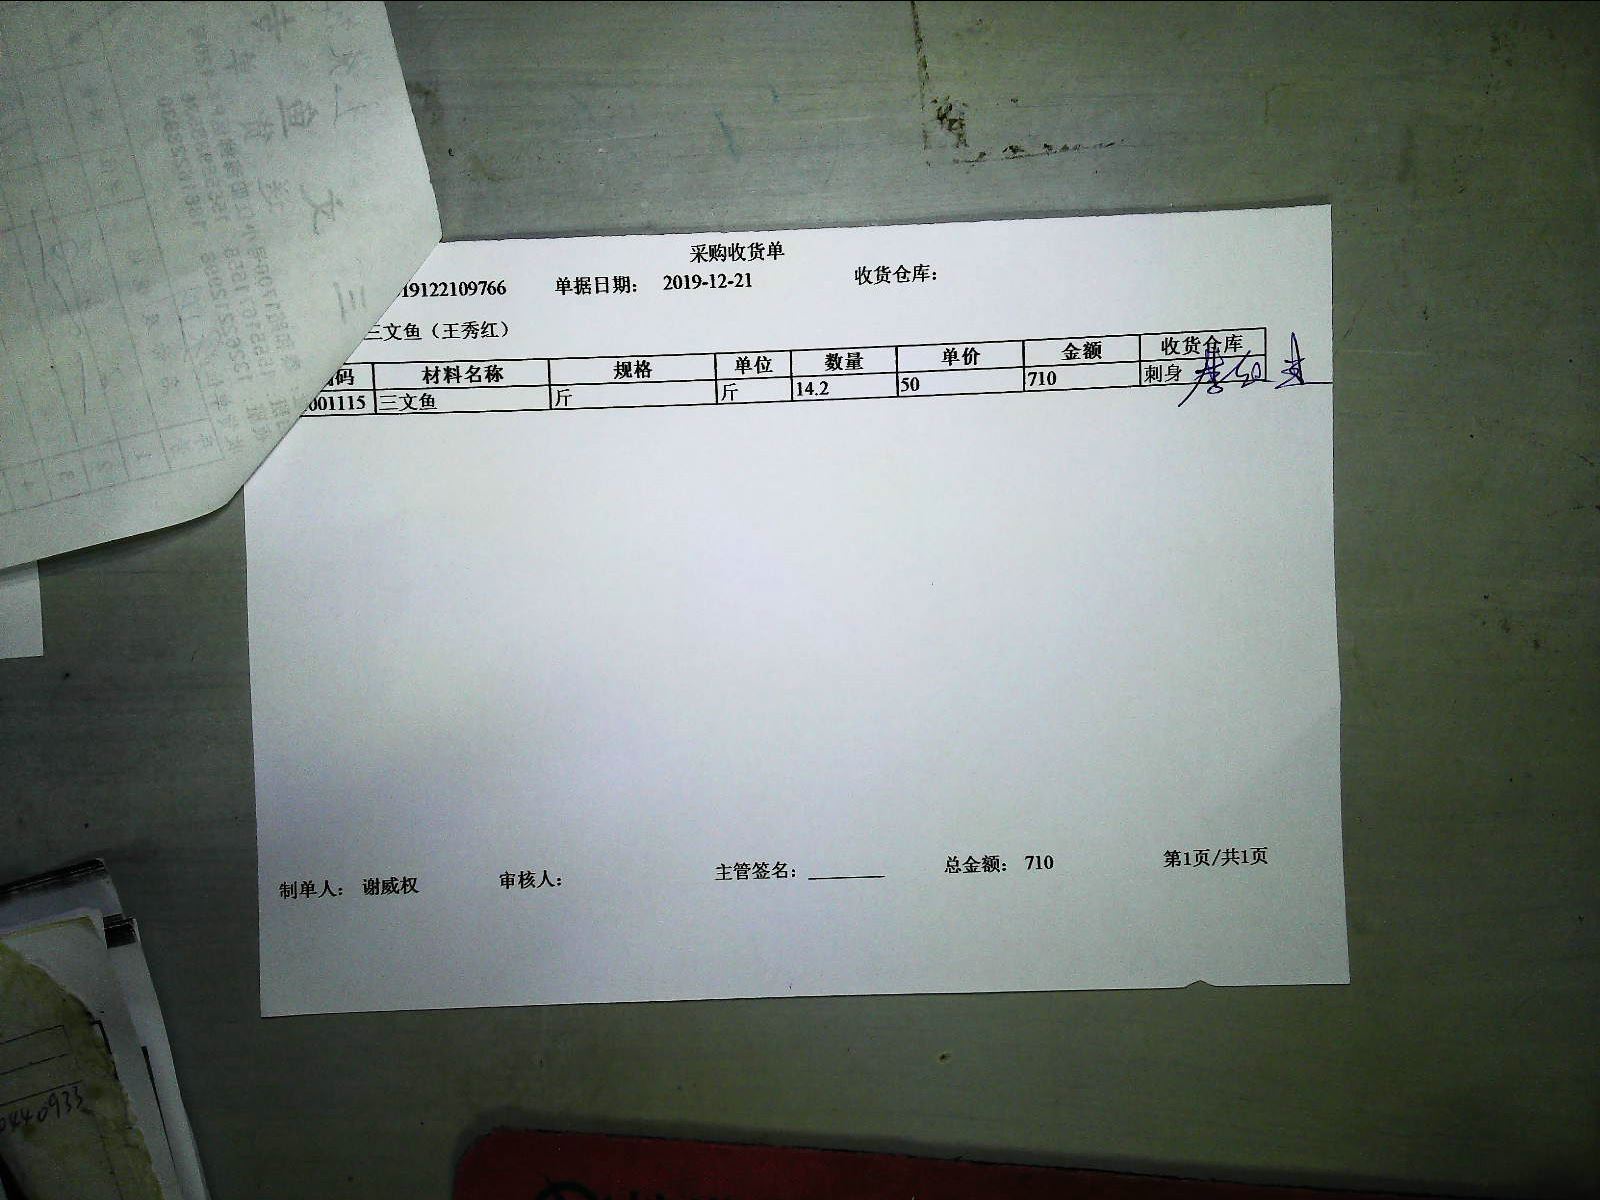 采购收货单
19122109766 单据日期： 2019-12-21 收货仓库：
三文鱼（王秀红）
码 材料名称 规格 单位 数量 单价 金额 收货仓库
001115 三文鱼 斤 斤 14.2 50 710 刺身
制单人： 谢威权 审核人： 主管签名：________ 总金额： 710 第1页/共1页
0440933